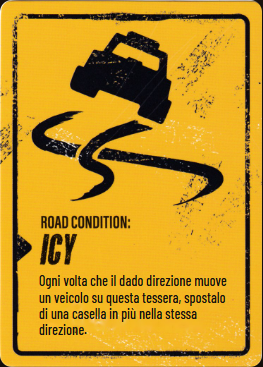 ROAD CONDITION:
ICY
Ogni volta che il dado direzione muove
un veicolo su questa tessera, spostalo
di una casella in più nella stessa
direzione.